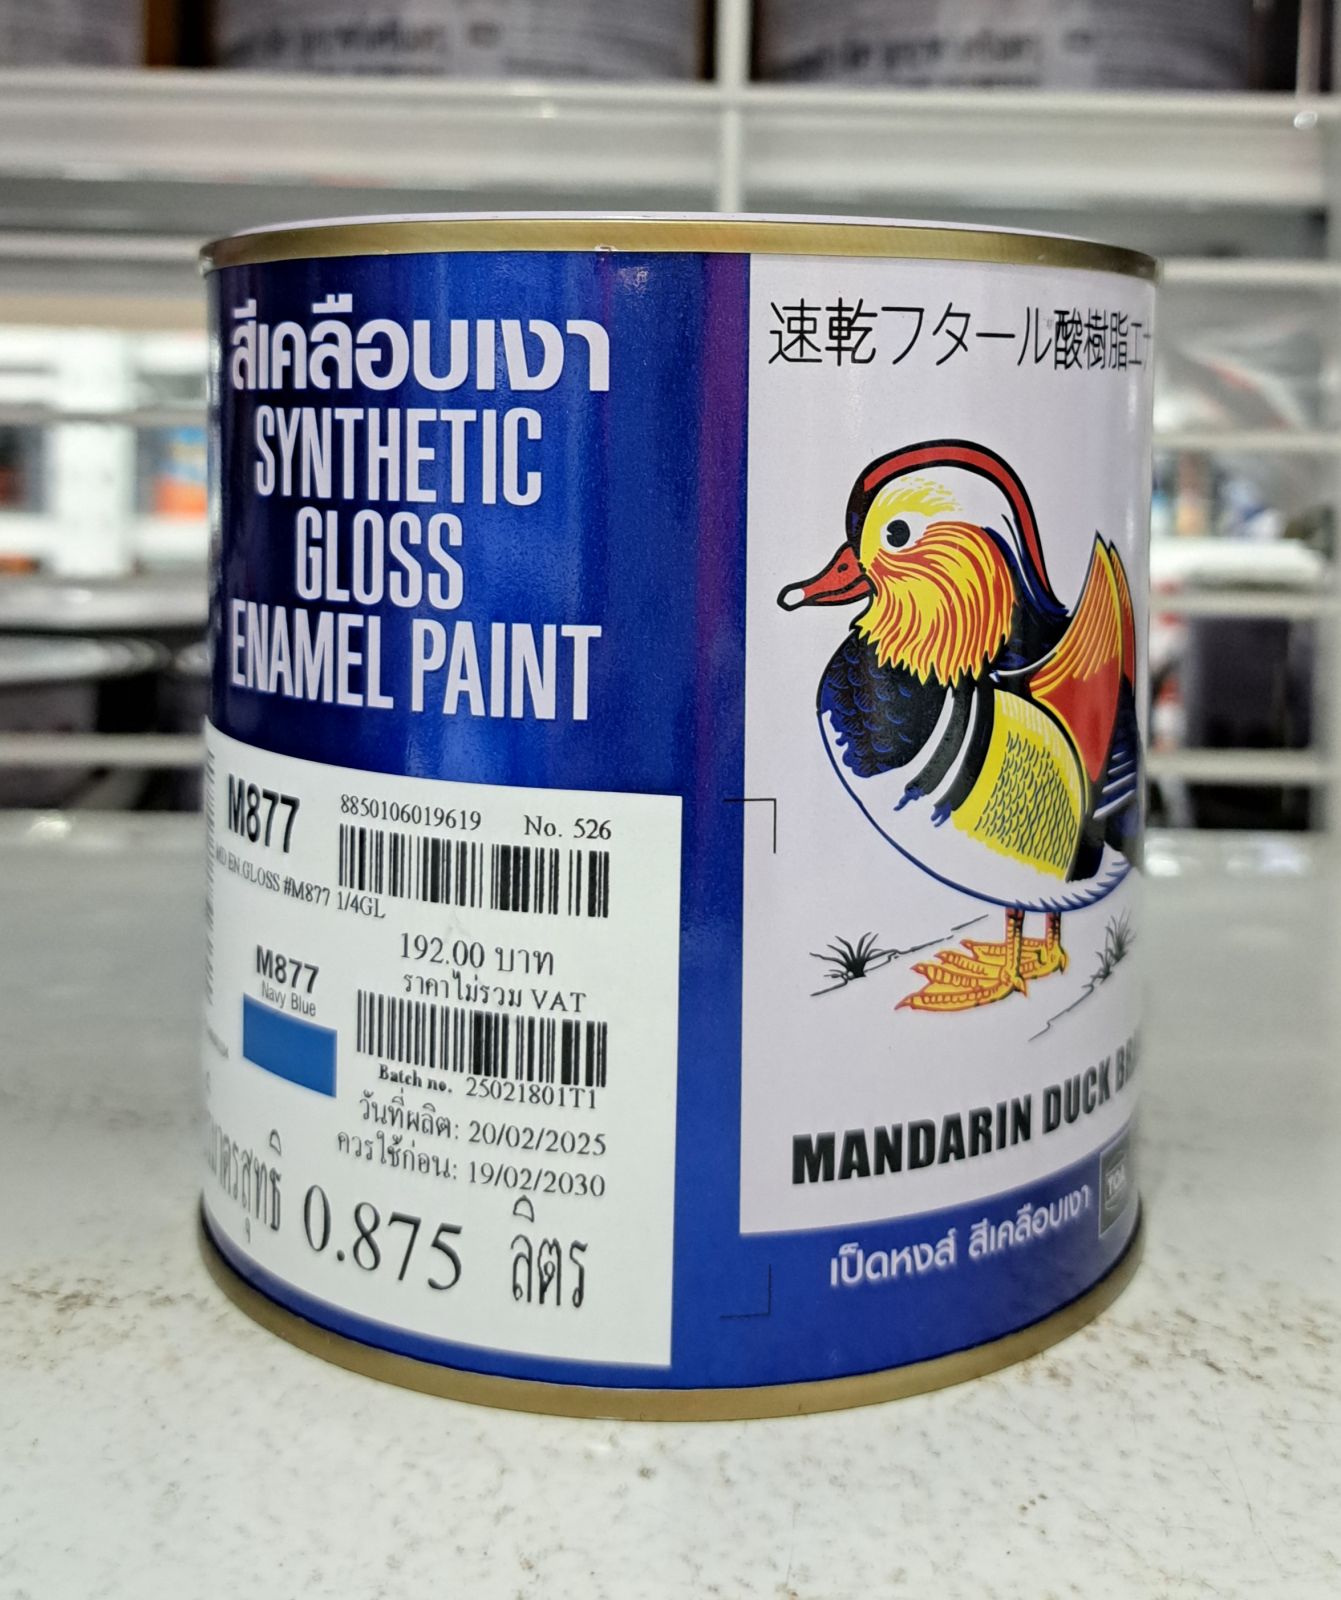 สีเคลือบเงา
SYNTHETIC
GLOSS
ENAMEL PAINT
M877
8850106019619 No. 526
MD EN.GLOSS #M877 1/4GL
192.00 บาท
ราคาไม่รวม VAT
M877
Navy Blue
Batch no. 25021801T1
วันที่ผลิต: 20/02/2025
ควรใช้ก่อน: 19/02/2030
สุทธิ 0.875 ลิตร
速乾フタール酸樹脂エ
MANDARIN DUCK
TOA
เป็ดหงส์ สีเคลือบเงา